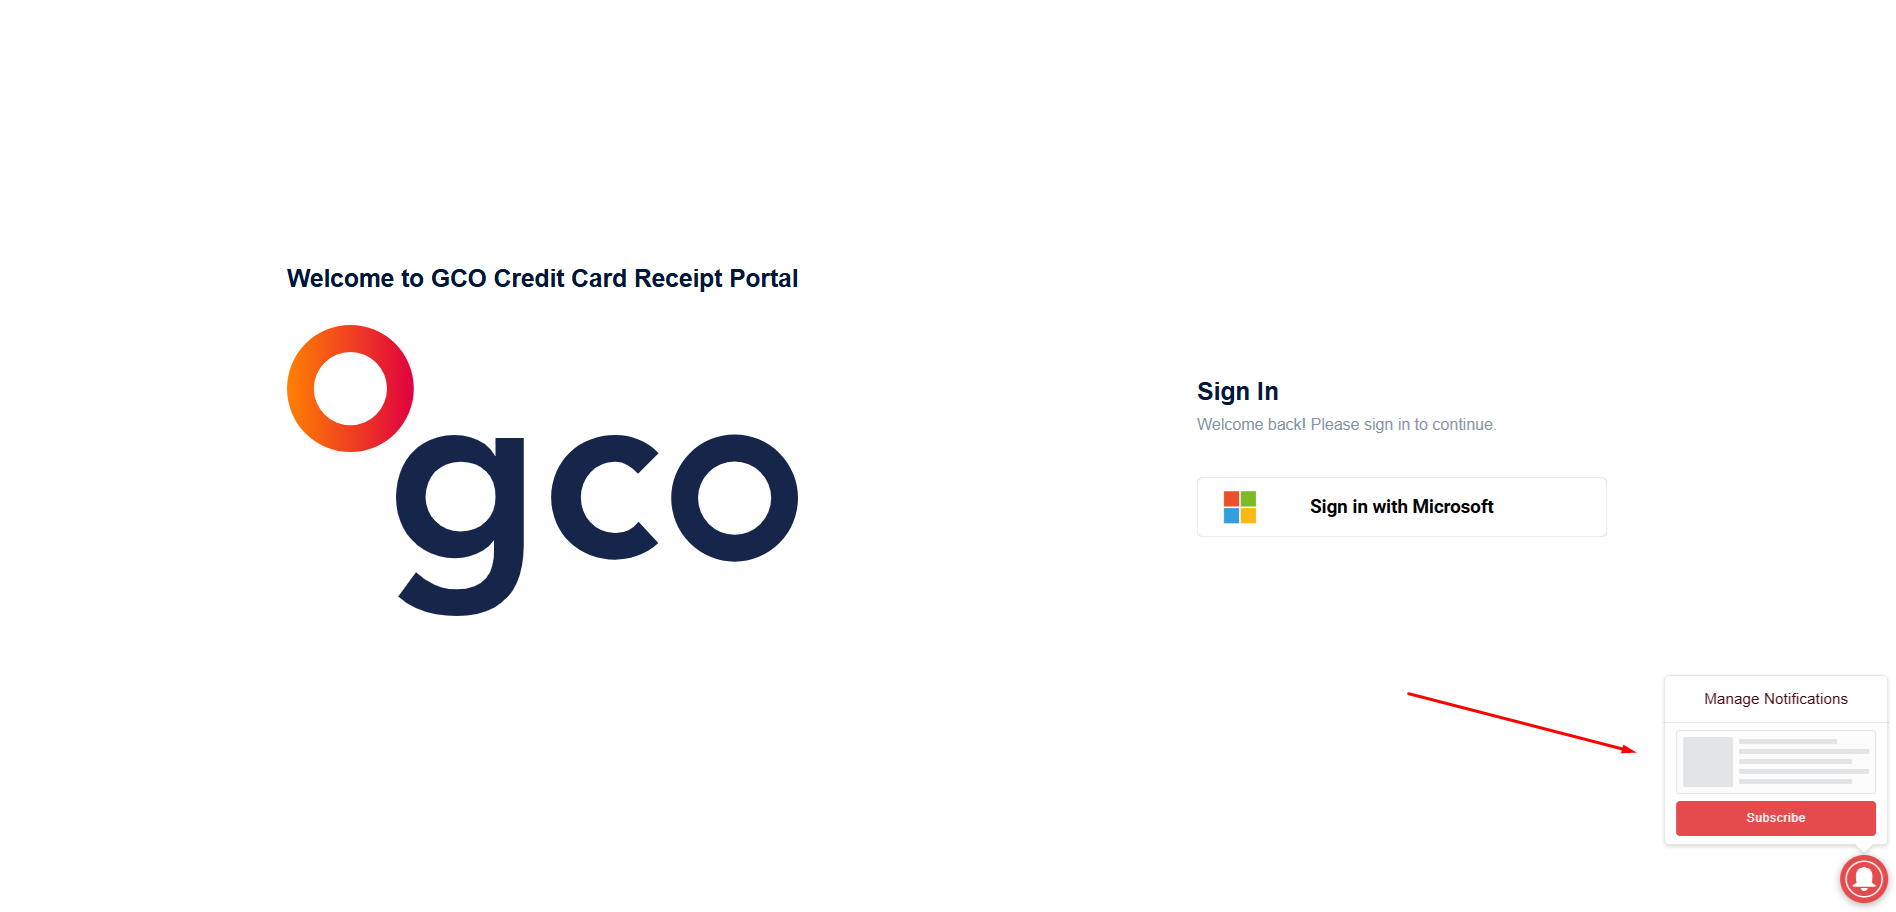 Welcome to GCO Credit Card Receipt Portal
gco
Sign In
Welcome back! Please sign in to continue.
Sign in with Microsoft
Manage Notifications
Subscribe